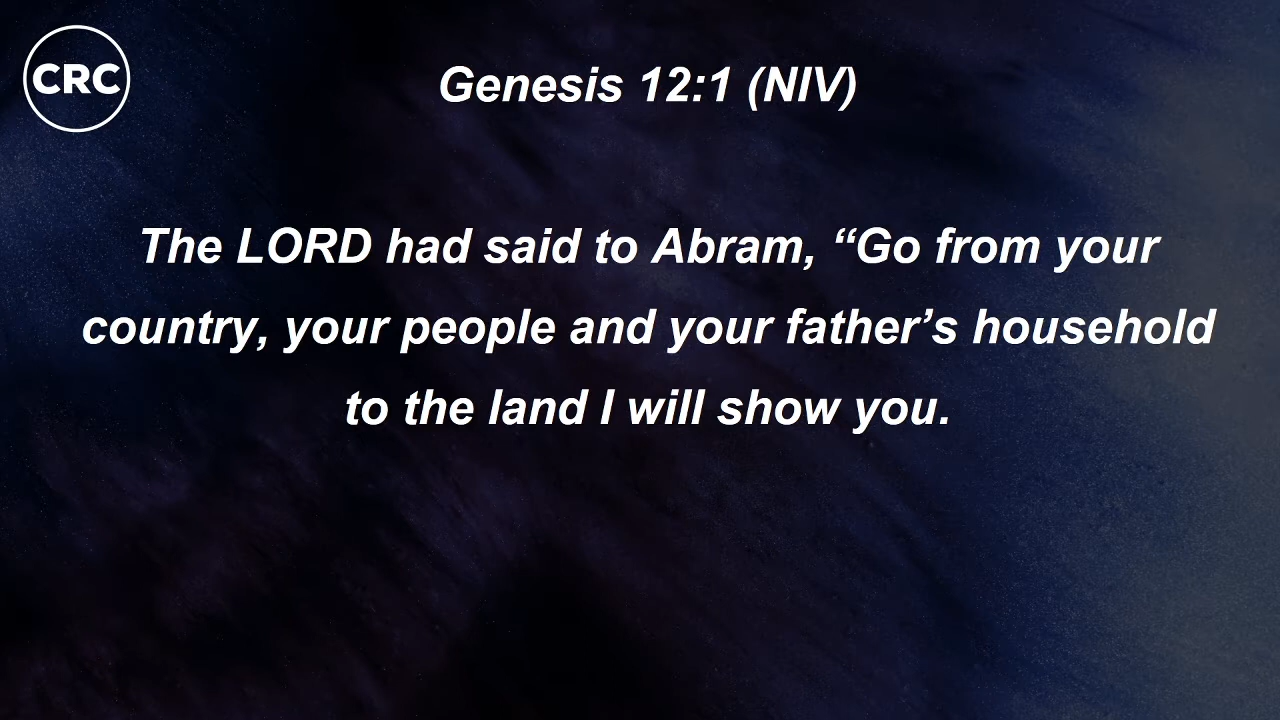 CRC
Genesis 12:1 (NIV)
The LORD had said to Abram, “Go from your
country, your people and your father’s household
to the land I will show you.